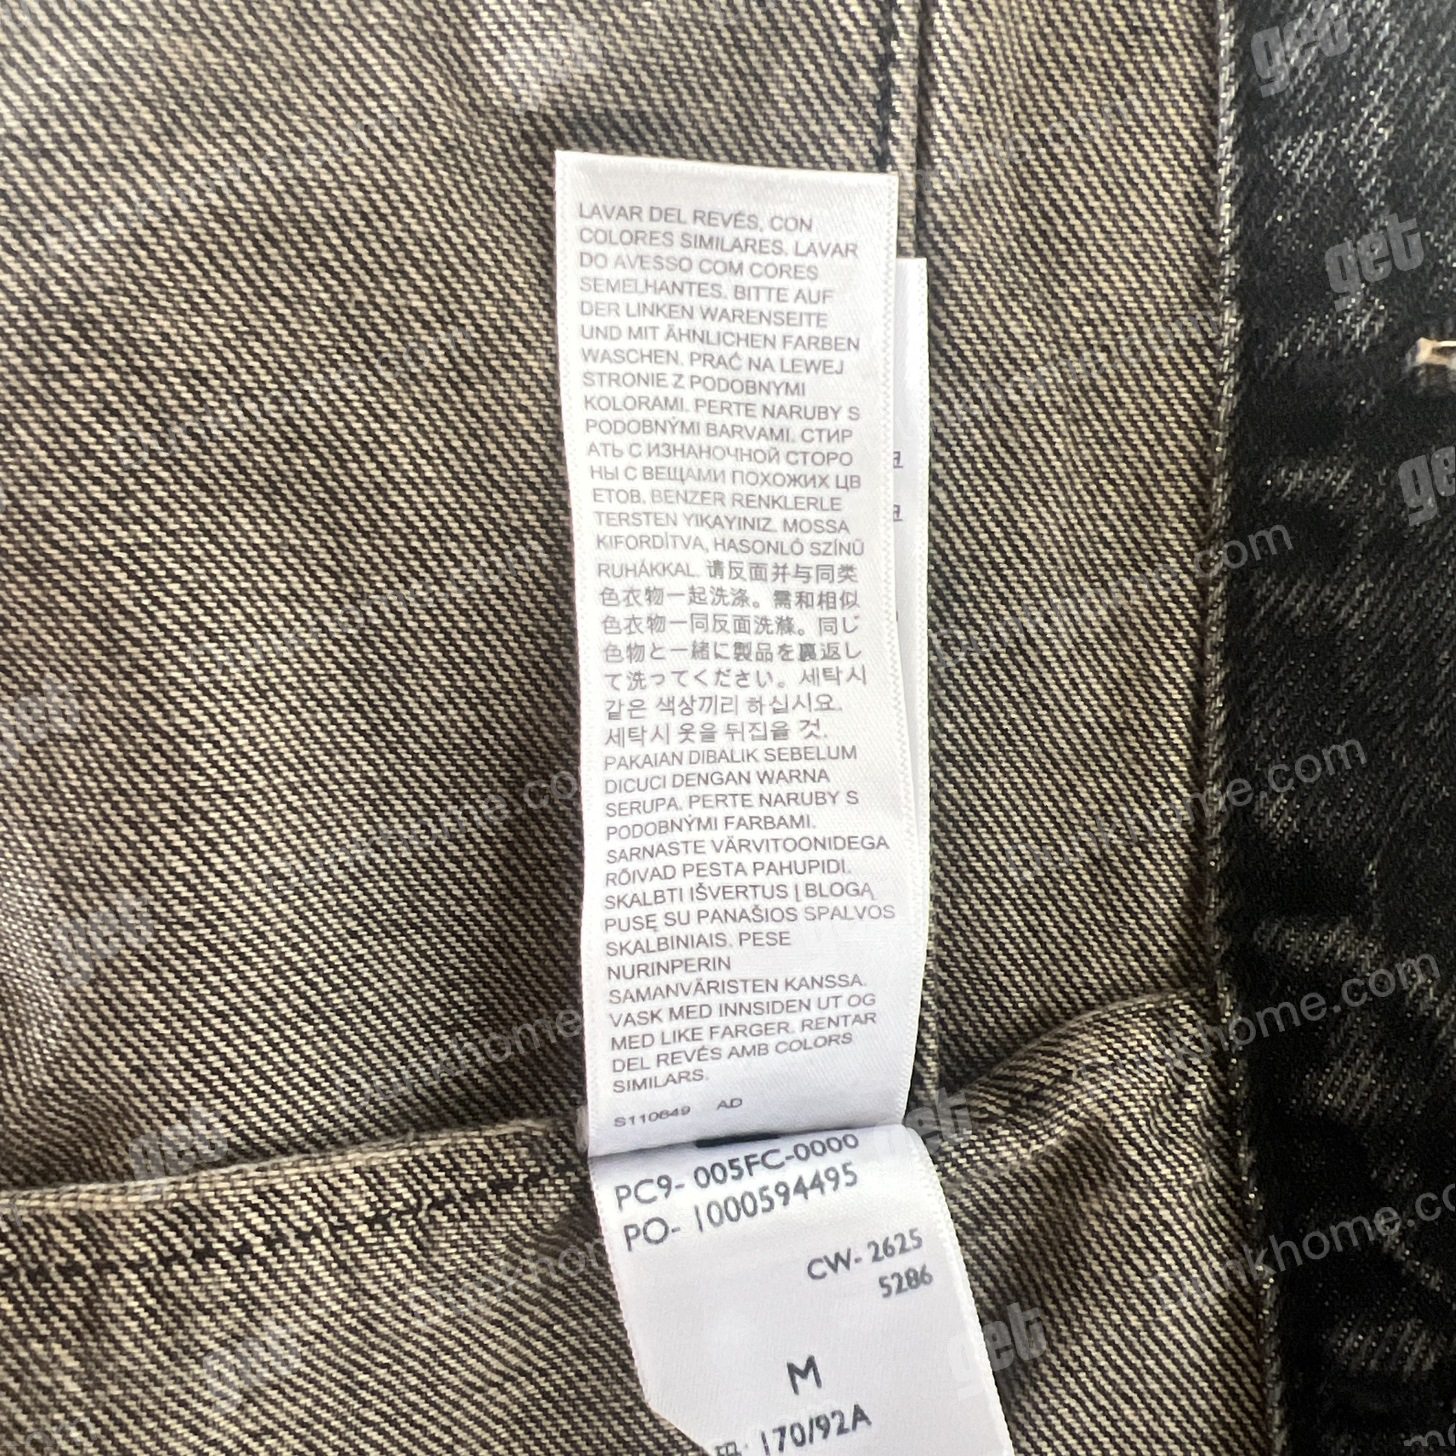 LAVAR DEL REVÉS, CON
COLORES SIMILARES. LAVAR
DO AVESSO COM CORES
SEMELHANTES. BITTE AUF
DER LINKEN WARENSEITE
UND MIT ÄHNLICHEN FARBEN
WASCHEN. PRAĆ NA LEWEJ
STRONIE Z PODOBNYMI
KOLORAMI. PERTE NARUBY S
PODOBNÝMI BARVAMI. СТИР
АТЬ С ИЗНАНОЧНОЙ СТОРО
НЫ С ВЕЩАМИ ПОХОЖИХ ЦВ
ЕТОВ. BENZER RENKLERLE
TERSTEN YIKAYINIZ. MOSSA
KIFORDÍTVA, HASONLÓ SZÍNŰ
RUHÁKKAL. 请反面并与同类
色衣物一起洗涤。需和相似
色衣物一同反面洗滌。同じ
色物と一緒に製品を裏返し
て洗ってください。세탁시
같은 색상끼리 하십시요.
세탁시 옷을 뒤집을 것.
PAKAIAN DIBALIK SEBELUM
DICUCI DENGAN WARNA
SERUPA. PERTE NARUBY S
PODOBNÝMI FARBAMI.
SARNASTE VÄRVITOONIDEGA
RÕIVAD PESTA PAHUPIDI.
SKALBTI IŠVERTUS Į BLOGĄ
PUSĘ SU PANAŠIOS SPALVOS
SKALBINIAIS. PESE
NURINPERIN
SAMANVÄRISTEN KANSSA.
VASK MED INNSIDEN UT OG
MED LIKE FARGER. RENTAR
DEL REVÉS AMB COLORS
SIMILARS.
S110649 AD
PC9- 005FC-0000
PO- 1000594495
CW- 2625
5286
M
170/92A